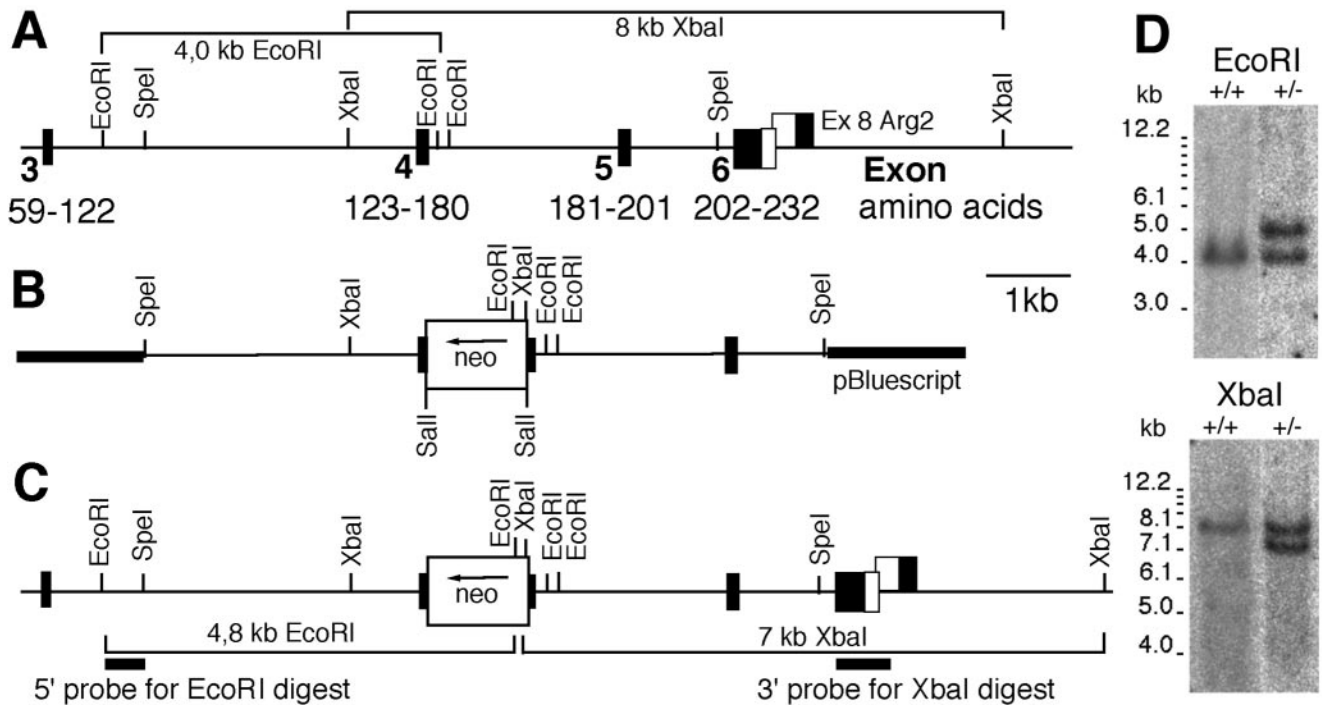 A
8 kb XbaI
4,0 kb EcoRI
EcoRI SpeI XbaI EcoRI EcoRI SpeI XbaI
Ex 8 Arg2
3 4 5 6 Exon
59-122 123-180 181-201 202-232 amino acids
B
SpeI XbaI EcoRI XbaI EcoRI EcoRI SpeI
1kb
neo
pBluescript
SalI SalI
C
EcoRI SpeI XbaI EcoRI XbaI EcoRI EcoRI SpeI XbaI
neo
4,8 kb EcoRI 7 kb XbaI
5' probe for EcoRI digest 3' probe for XbaI digest
D
EcoRI
kb +/+ +/-
12.2
6.1
5.0
4.0
3.0
XbaI
kb +/+ +/-
12.2
8.1
7.1
6.1
5.0
4.0